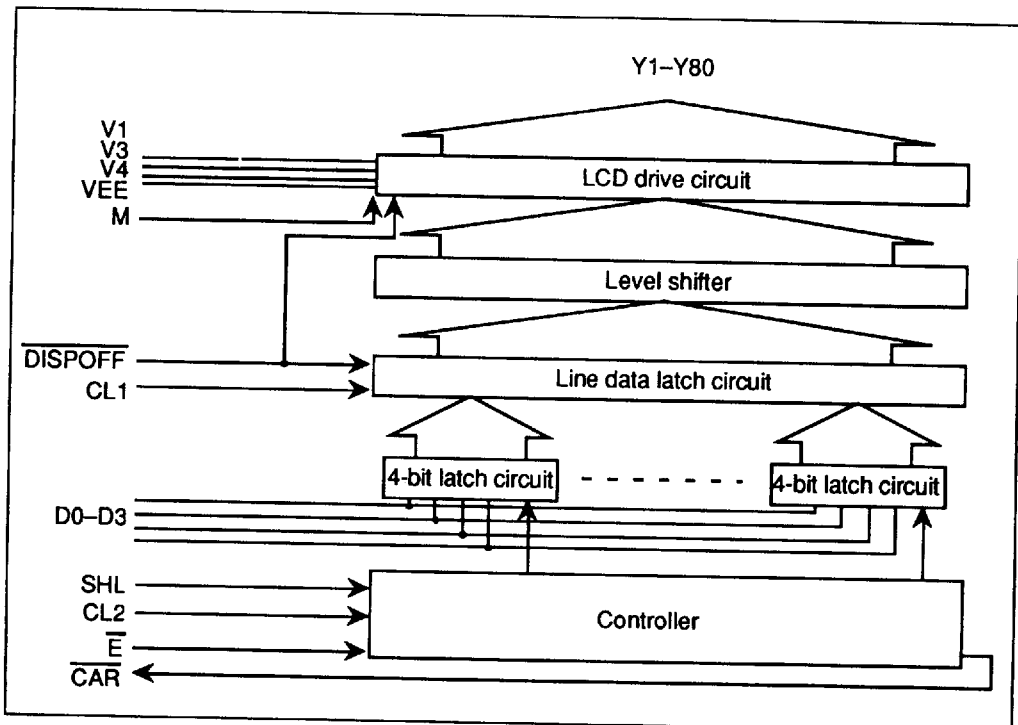 Y1–Y80
V1
V3
V4
VEE
M
LCD drive circuit
Level shifter
DISPOFF
CL1
Line data latch circuit
4-bit latch circuit
4-bit latch circuit
D0–D3
SHL
CL2
E
CAR
Controller